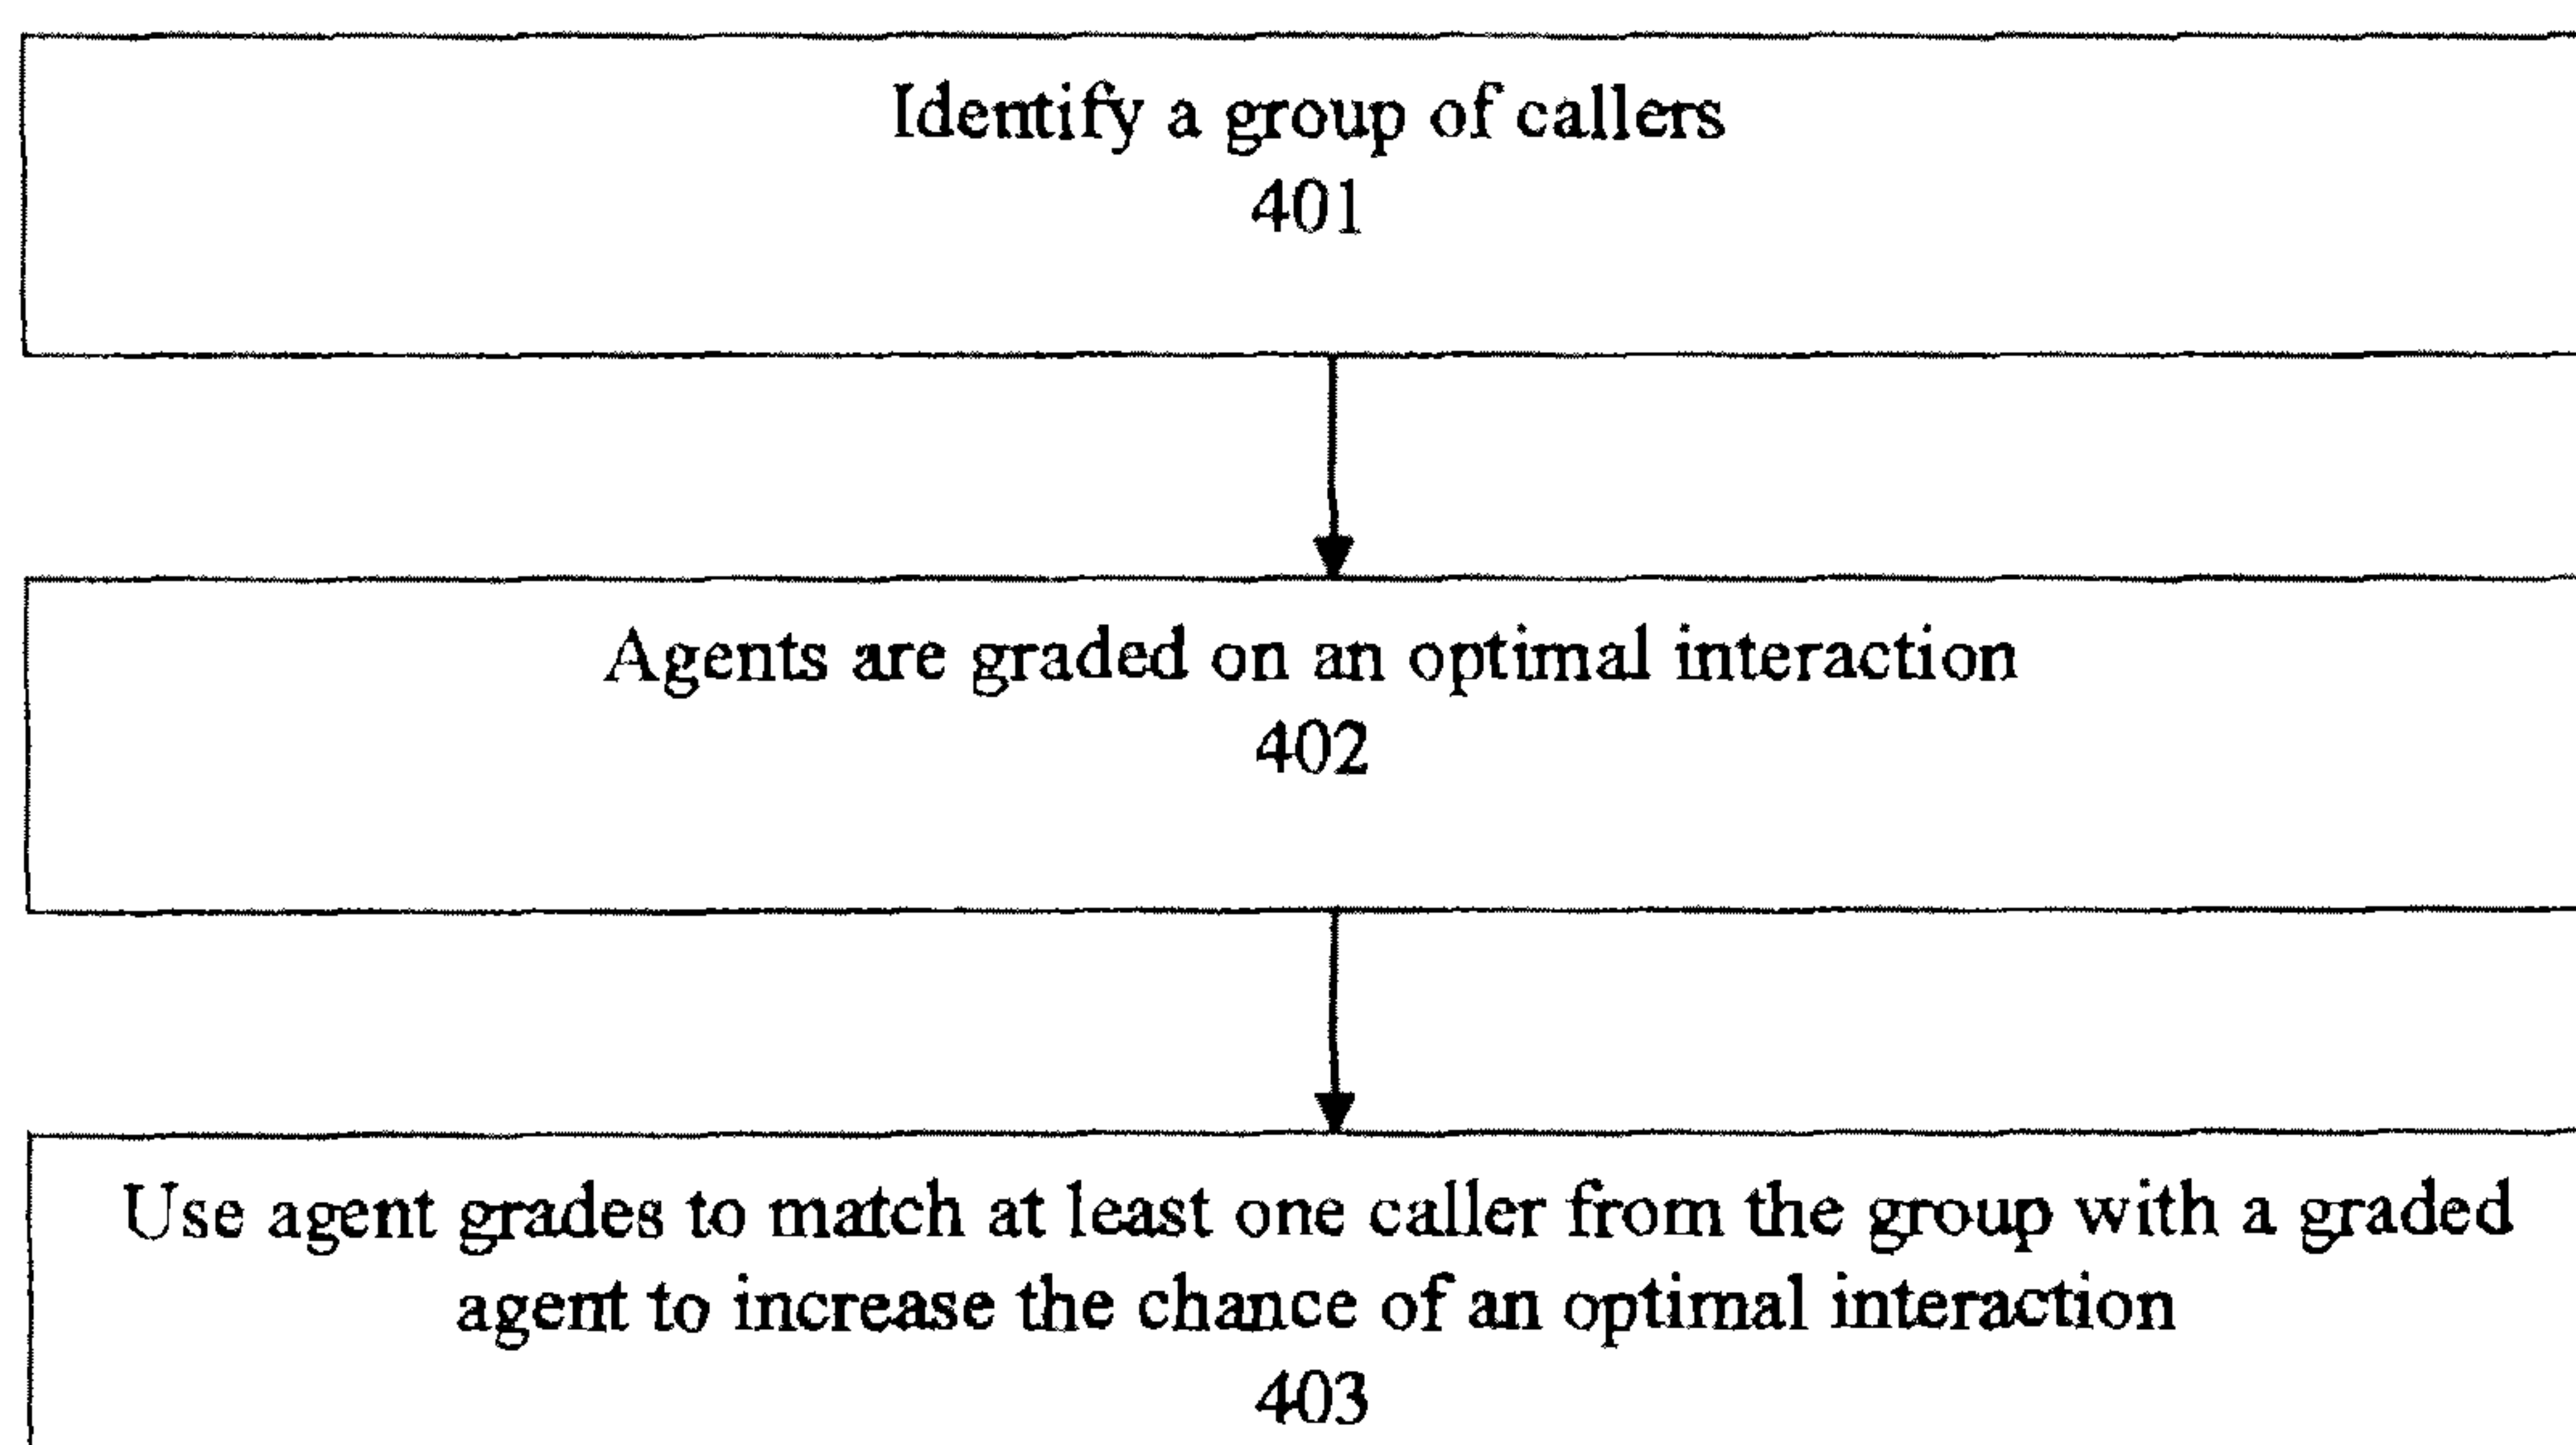 Identify a group of callers
401
Agents are graded on an optimal interaction
402
Use agent grades to match at least one caller from the group with a graded
agent to increase the chance of an optimal interaction
403